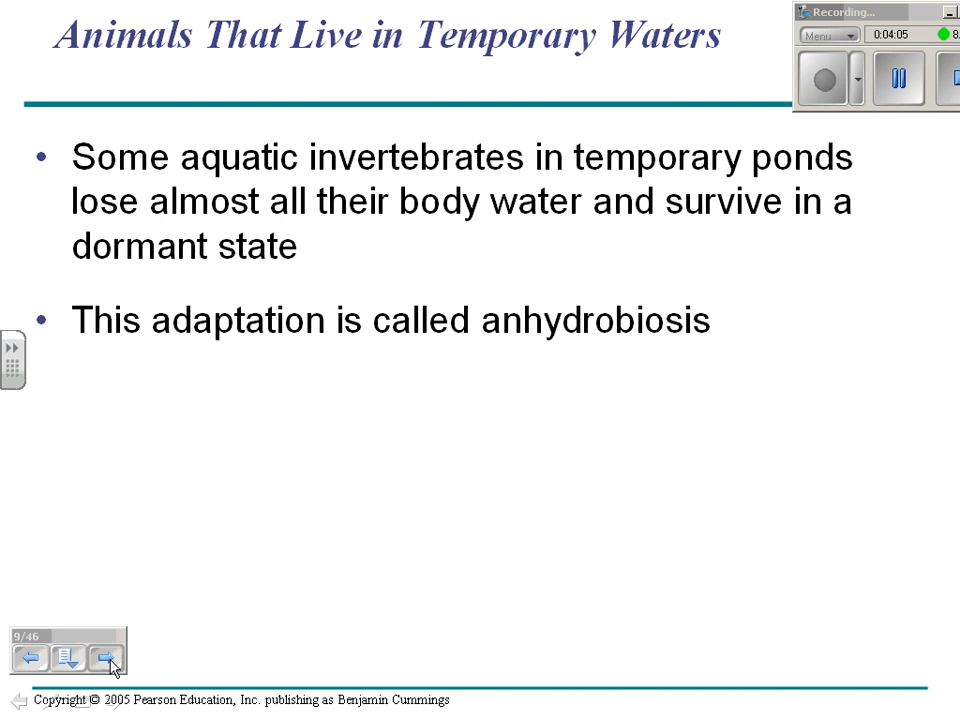 Animals That Live in Temporary Waters
Recording...
Menu
0:04:05
8.
• Some aquatic invertebrates in temporary ponds
lose almost all their body water and survive in a
dormant state
• This adaptation is called anhydrobiosis
9/46
Copyright © 2005 Pearson Education, Inc. publishing as Benjamin Cummings